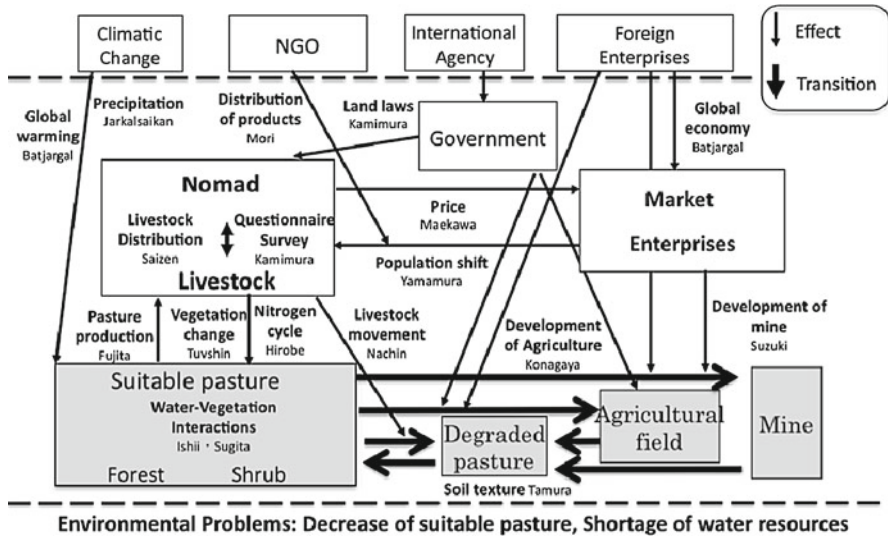 Climatic
Change
NGO
International
Agency
Foreign
Enterprises
Effect
Transition
Global
warming
Batjargal
Precipitation
Jarkalsaikan
Distribution
of products
Mori
Land laws
Kamimura
Government
Global
economy
Batjargal
Nomad
Livestock
Distribution
Saizen
Questionnaire
Survey
Kamimura
Livestock
Price
Maekawa
Population shift
Yamamura
Market
Enterprises
Pasture
production
Fujita
Vegetation
change
Tuvshin
Nitrogen
cycle
Hirobe
Livestock
movement
Nachin
Development
of Agriculture
Konagaya
Development of
mine
Suzuki
Suitable pasture
Water-Vegetation
Interactions
Ishii・Sugita
Forest Shrub
Degraded
pasture
Agricultural
field
Mine
Soil texture Tamura
Environmental Problems: Decrease of suitable pasture, Shortage of water resources